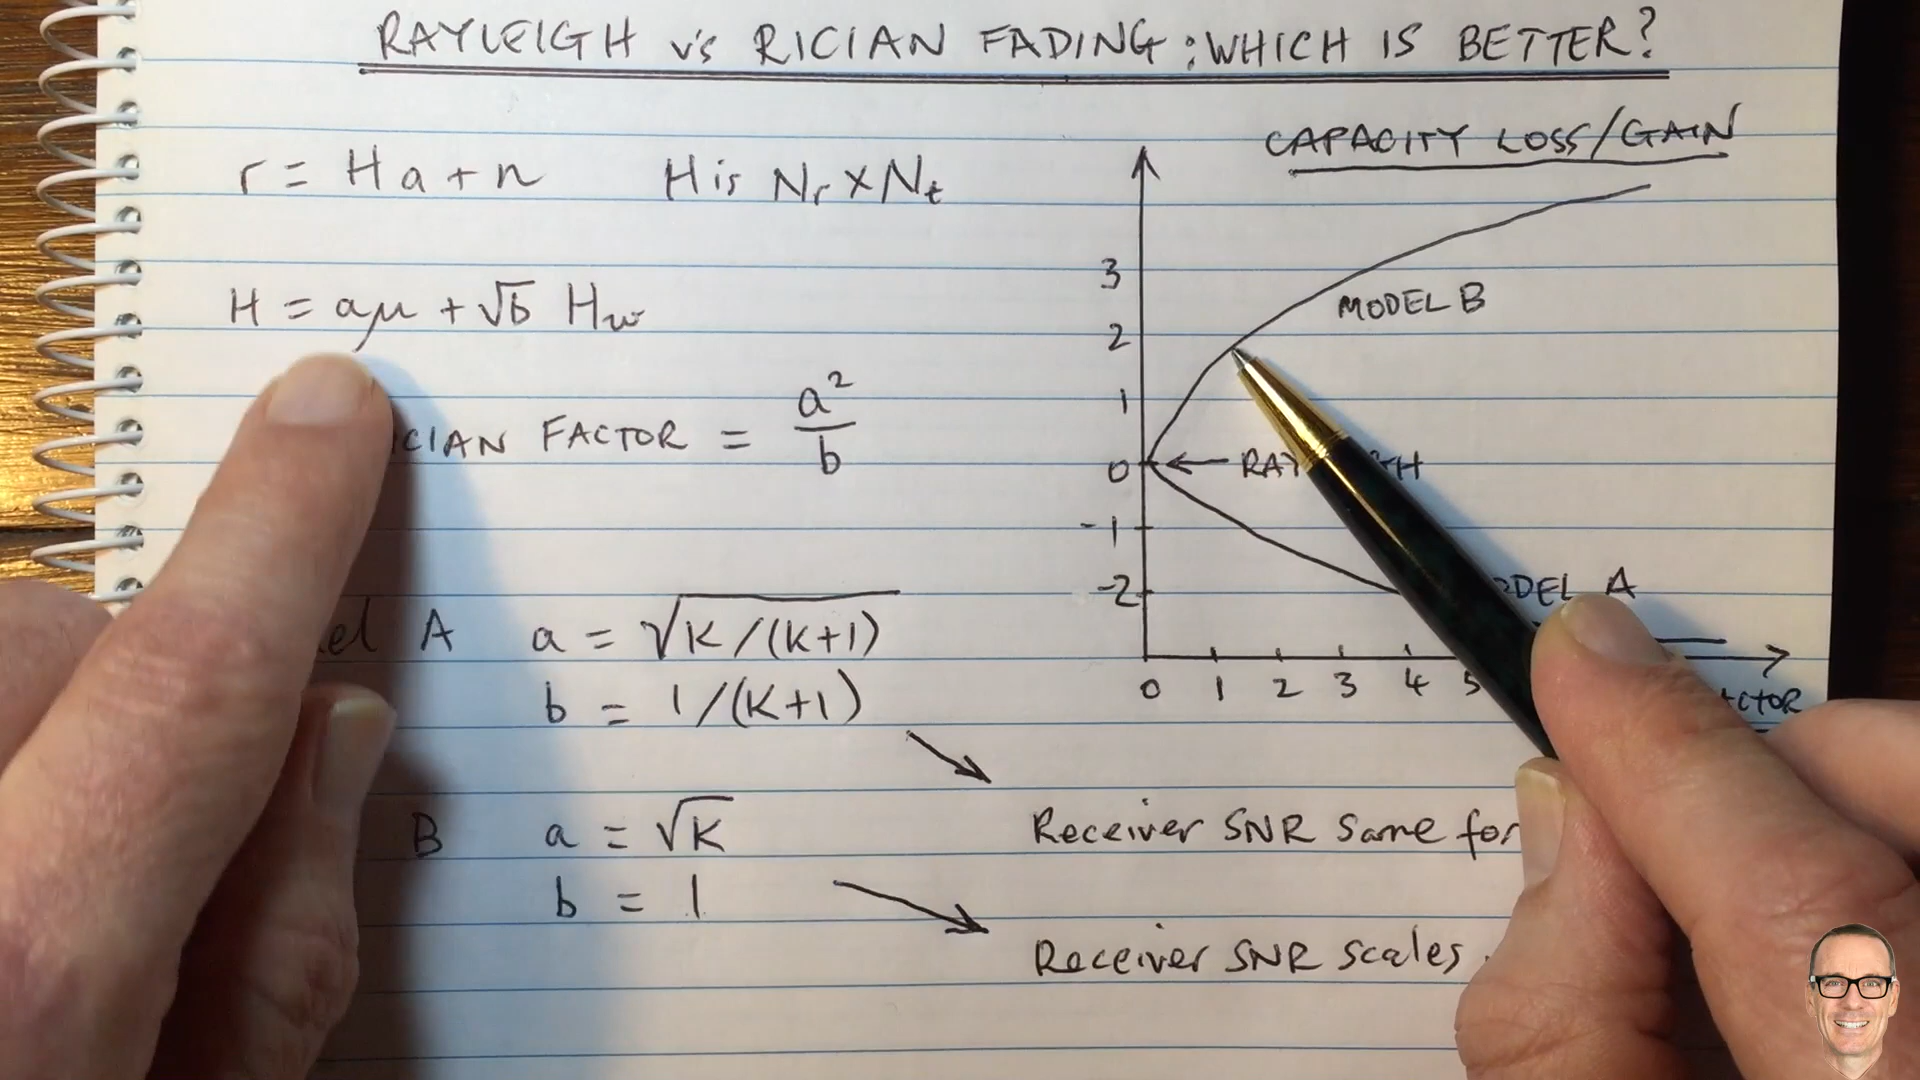 RAYLEIGH v's RICIAN FADING : WHICH IS BETTER?
r = Ha + n    H is Nr × Nt
H = aμ + √b Hw
FACTOR = a²/b
A    a = √K/(K+1)
b = 1/(K+1)
B    a = √K
b = 1
CAPACITY LOSS/GAIN
3
2
1
0
-1
-2
MODEL B
MODEL A
0 1 2 3 4 5
Receiver SNR same for
Receiver SNR scales